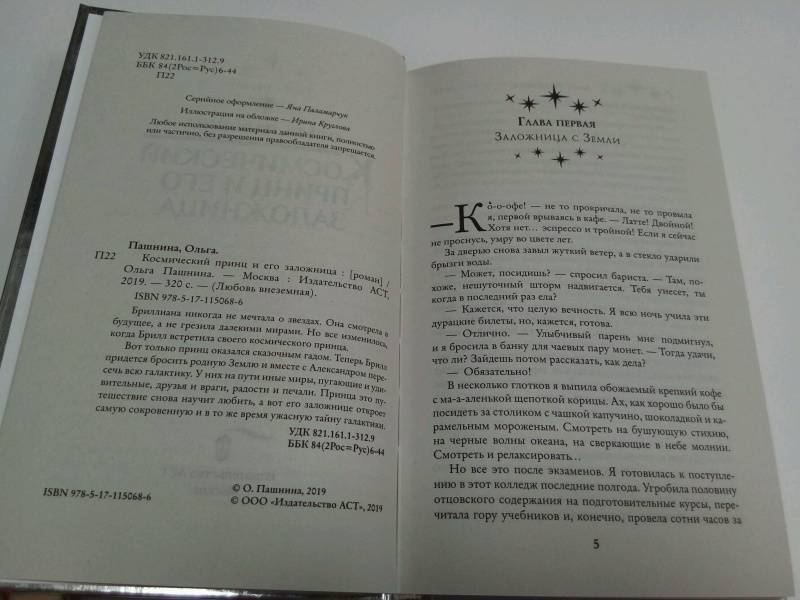 УДК 821.161.1-312.9
ББК 84(2Рос=Рус)6-44
П22
Серийное оформление — Яна Паламарчук
Иллюстрация на обложке — Ирина Круглова
Любое использование материала данной книги, полностью
или частично, без разрешения правообладателя запрещается.
Пашнина, Ольга.
П22
Космический принц и его заложница : [роман] /
Ольга Пашнина. — Москва : Издательство АСТ,
2019. — 320 с. — (Любовь внеземная).
ISBN 978-5-17-115068-6
Бриллиана никогда не мечтала о звездах. Она смотрела в
будущее, а не грезила далекими мирами. Но все изменилось,
когда Брилл встретила своего космического принца.
Вот только принц оказался сказочным гадом. Теперь Брилл
придется бросить родную Землю и вместе с Александром пере-
сечь всю галактику. У них на пути иные миры, пугающие и уди-
вительные, друзья и враги, радости и печали. Принца это пу-
тешествие снова научит любить, а вот его заложнице откроет
самую сокровенную и в то же время ужасную тайну галактики.
УДК 821.161.1-312.9
ББК 84(2Рос=Рус)6-44
© О. Пашнина, 2019
ISBN 978-5-17-115068-6
© ООО «Издательство АСТ», 2019
Глава первая
Заложница с Земли
—К о-о-офе! — не то прокричала, не то провыла
я, первой врываясь в кафе. — Латте! Двойной!
Хотя нет... эспрессо и тройной! Если я сейчас
не проснусь, умру во цвете лет.
За дверью снова завыл жуткий ветер, а в стекло ударили
брызги воды.
— Может, посидишь? — спросил бариста. — Там, по-
хоже, нешуточный шторм надвигается. Тебя унесет, ты
когда в последний раз ела?
— Кажется, что целую вечность. Я всю ночь учила эти
дурацкие билеты, но, кажется, готова.
— Отлично. — Улыбчивый парень мне подмигнул,
и я бросила в банку для чаевых пару монет. — Тогда удачи,
что ли? Зайдешь потом рассказать, как дела?
— Обязательно!
В несколько глотков я выпила обожаемый крепкий кофе
с ма-а-аленькой щепоткой корицы. Ах, как хорошо было бы
посидеть за столиком с чашкой капучино, шоколадкой и ка-
рамельным мороженым. Смотреть на бушующую стихию,
на черные волны океана, на сверкающие в небе молнии.
Смотреть и релаксировать...
Но все это после экзаменов. Я готовилась к поступле-
нию в этот колледж последние полгода. Угробила половину
отцовского содержания на подготовительные курсы, пере-
читала гору учебников и, конечно, провела сотни часов за
5